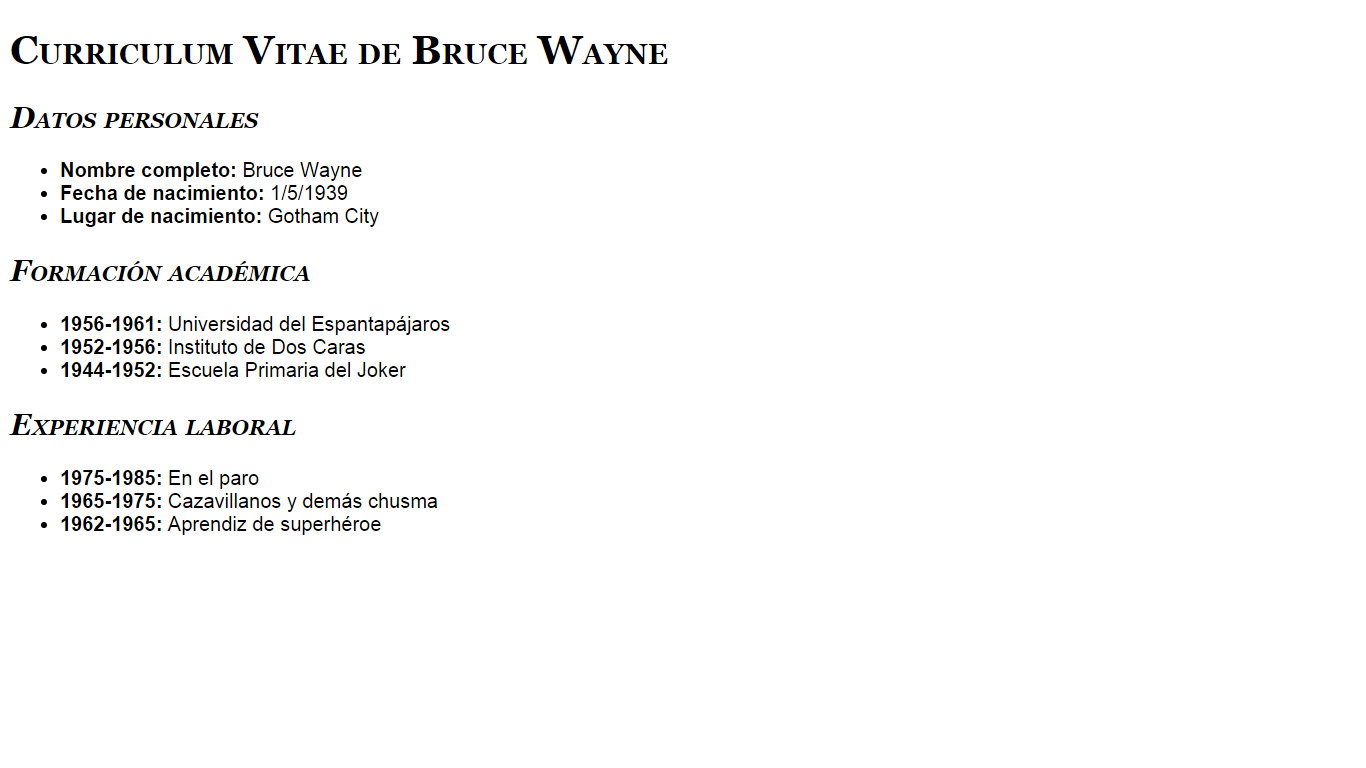 Curriculum Vitae de Bruce Wayne
Datos personales
Nombre completo: Bruce Wayne
Fecha de nacimiento: 1/5/1939
Lugar de nacimiento: Gotham City
Formación académica
1956-1961: Universidad del Espantapájaros
1952-1956: Instituto de Dos Caras
1944-1952: Escuela Primaria del Joker
Experiencia laboral
1975-1985: En el paro
1965-1975: Cazavillanos y demás chusma
1962-1965: Aprendiz de superhéroe